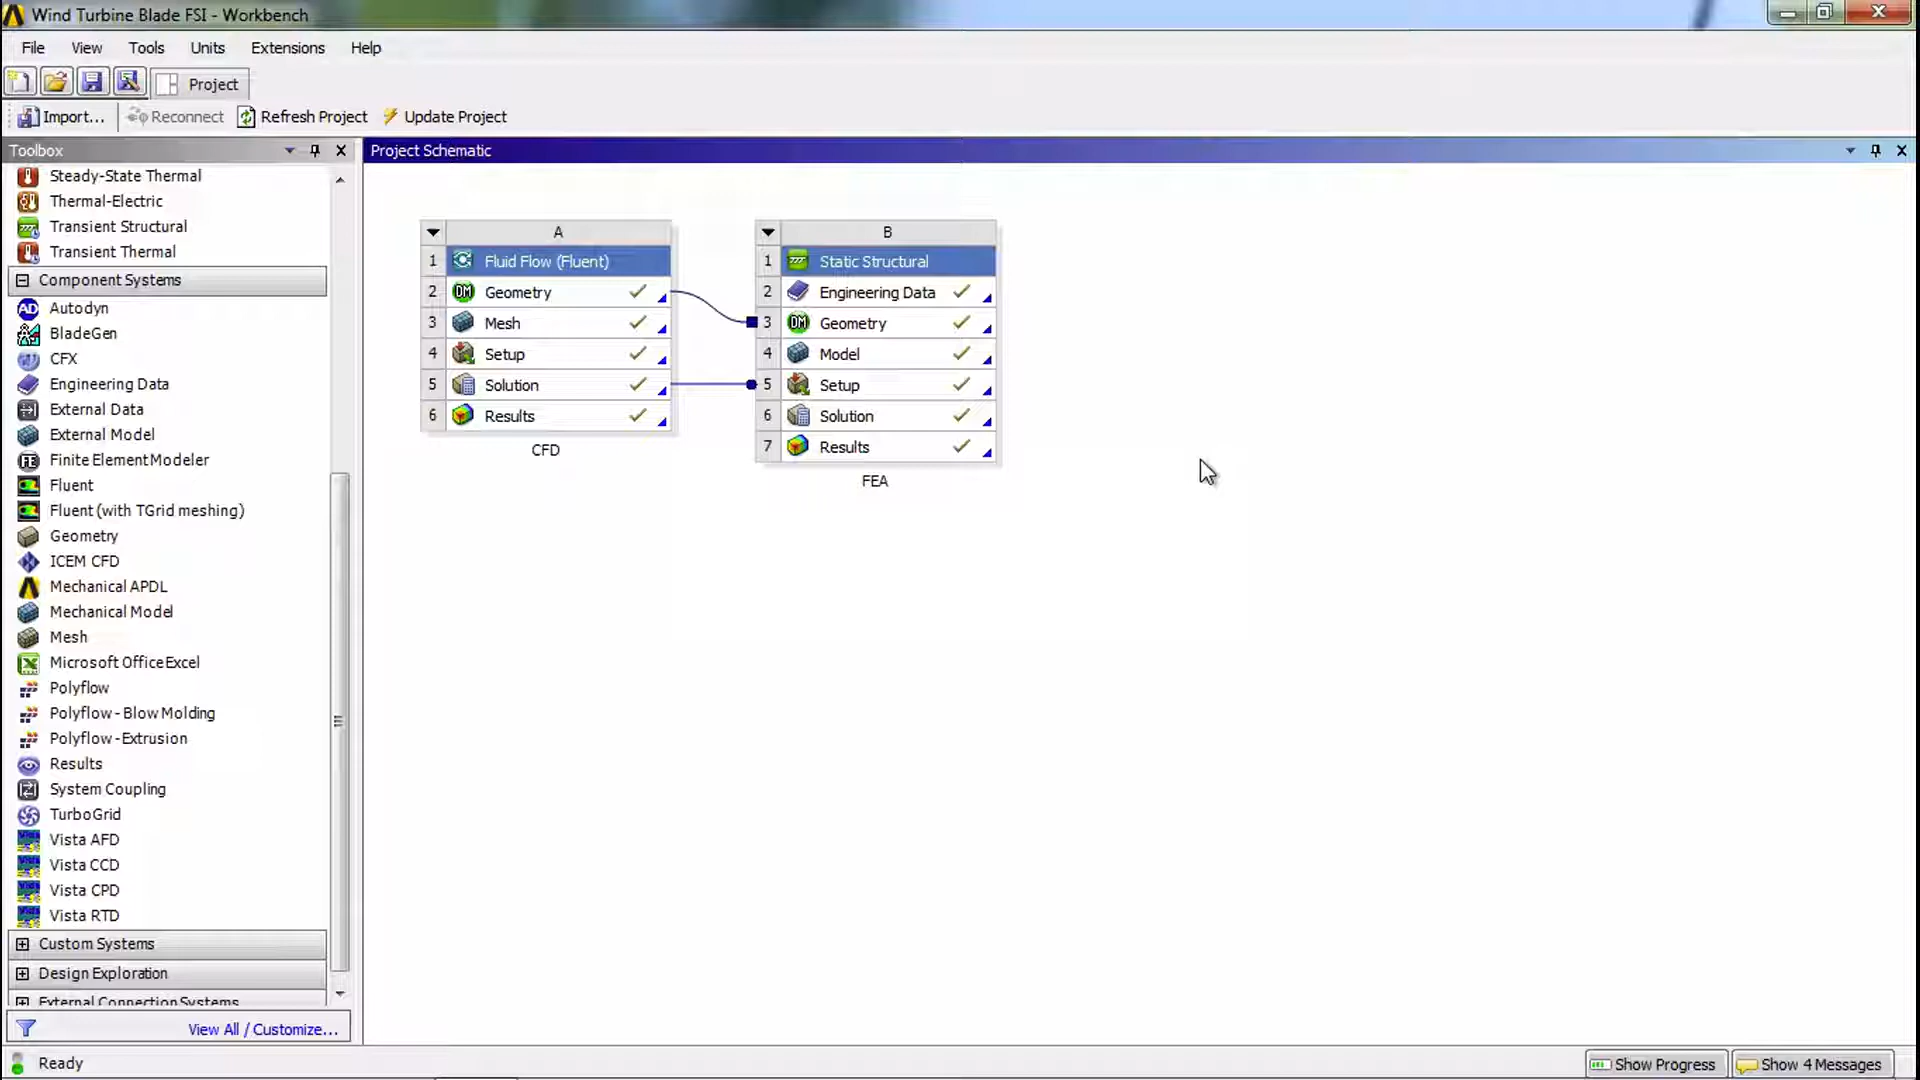 Wind Turbine Blade FSI - Workbench
File View Tools Units Extensions Help
Project
Import... Reconnect Refresh Project Update Project
Toolbox
Steady-State Thermal
Thermal-Electric
Transient Structural
Transient Thermal
Component Systems
Autodyn
BladeGen
CFX
Engineering Data
External Data
External Model
Finite Element Modeler
Fluent
Fluent (with TGrid meshing)
Geometry
ICEM CFD
Mechanical APDL
Mechanical Model
Mesh
Microsoft Office Excel
Polyflow
Polyflow - Blow Molding
Polyflow - Extrusion
Results
System Coupling
TurboGrid
Vista AFD
Vista CCD
Vista CPD
Vista RTD
Custom Systems
Design Exploration
External Connection Systems
View All / Customize...
Project Schematic
A
1 Fluid Flow (Fluent)
2 DM Geometry
3 Mesh
4 Setup
5 Solution
6 Results
CFD
B
1 Static Structural
2 Engineering Data
3 DM Geometry
4 Model
5 Setup
6 Solution
7 Results
FEA
Ready
Show Progress Show 4 Messages